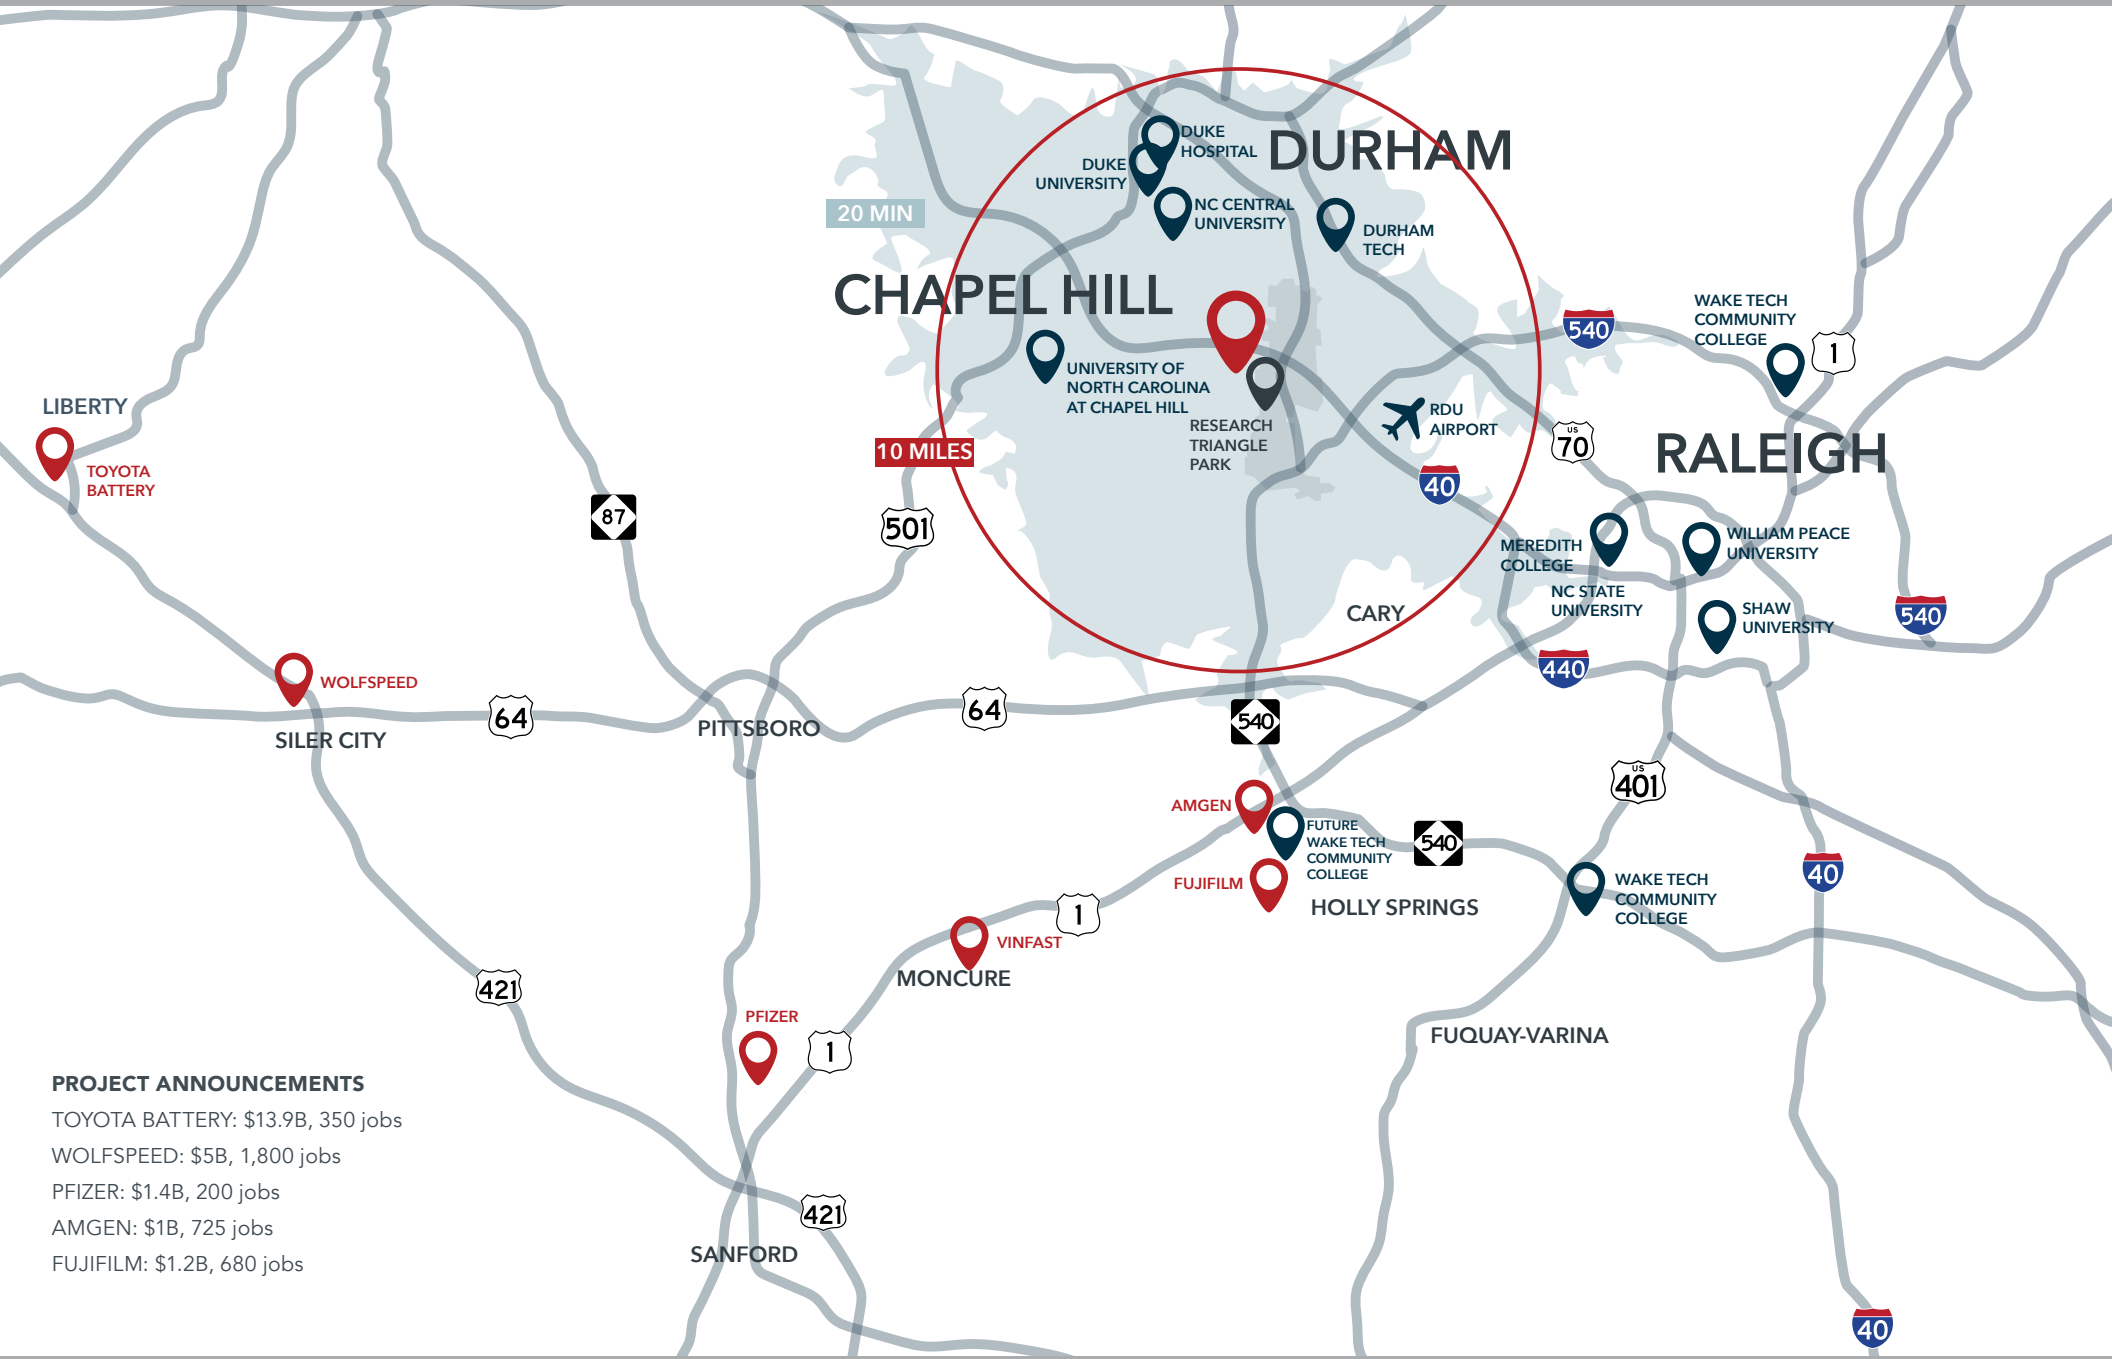 DUKE
HOSPITAL
DURHAM
DUKE
UNIVERSITY
20 MIN
NC CENTRAL
UNIVERSITY
DURHAM
TECH
CHAPEL HILL
WAKE TECH
COMMUNITY
COLLEGE
540
1
UNIVERSITY OF
NORTH CAROLINA
AT CHAPEL HILL
LIBERTY
RDU
AIRPORT
RESEARCH
TRIANGLE
PARK
US
70
RALEIGH
10 MILES
TOYOTA
BATTERY
40
87
501
MEREDITH
COLLEGE
WILLIAM PEACE
UNIVERSITY
NC STATE
UNIVERSITY
CARY
SHAW
UNIVERSITY
540
440
WOLFSPEED
64
64
540
PITTSBORO
SILER CITY
US
401
AMGEN
FUTURE
WAKE TECH
COMMUNITY
COLLEGE
540
40
FUJIFILM
WAKE TECH
COMMUNITY
COLLEGE
HOLLY SPRINGS
1
VINFAST
MONCURE
421
PFIZER
1
FUQUAY-VARINA
PROJECT ANNOUNCEMENTS
TOYOTA BATTERY: $13.9B, 350 jobs
WOLFSPEED: $5B, 1,800 jobs
PFIZER: $1.4B, 200 jobs
AMGEN: $1B, 725 jobs
FUJIFILM: $1.2B, 680 jobs
421
SANFORD
40